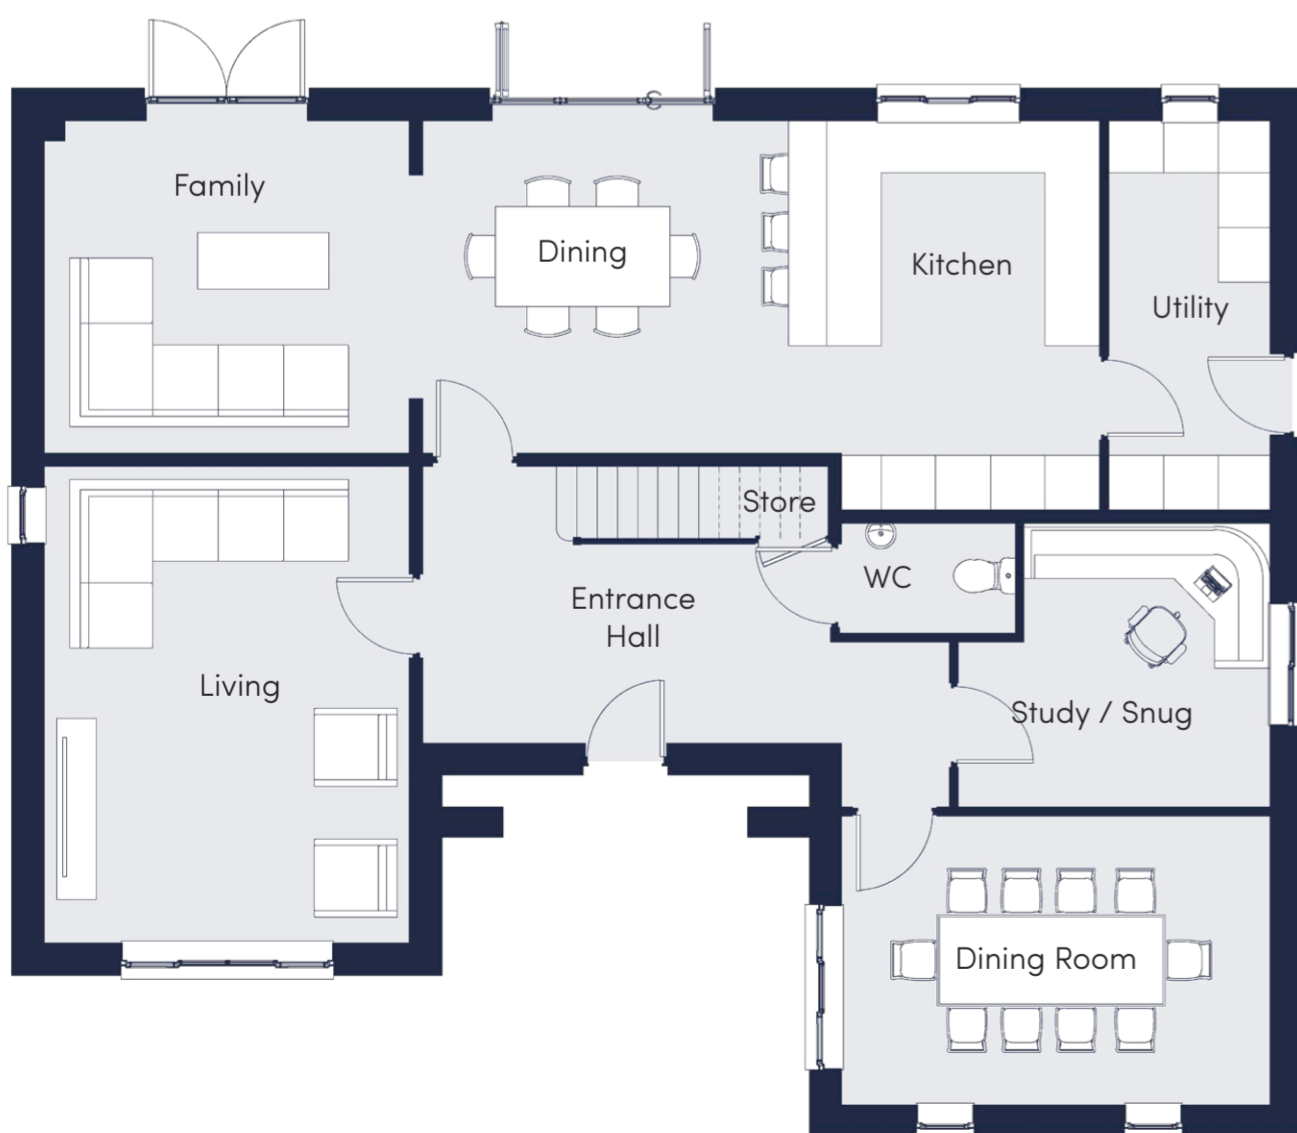 Family
Dining
Kitchen
Utility
Store
WC
Entrance
Hall
Living
Study / Snug
Dining Room